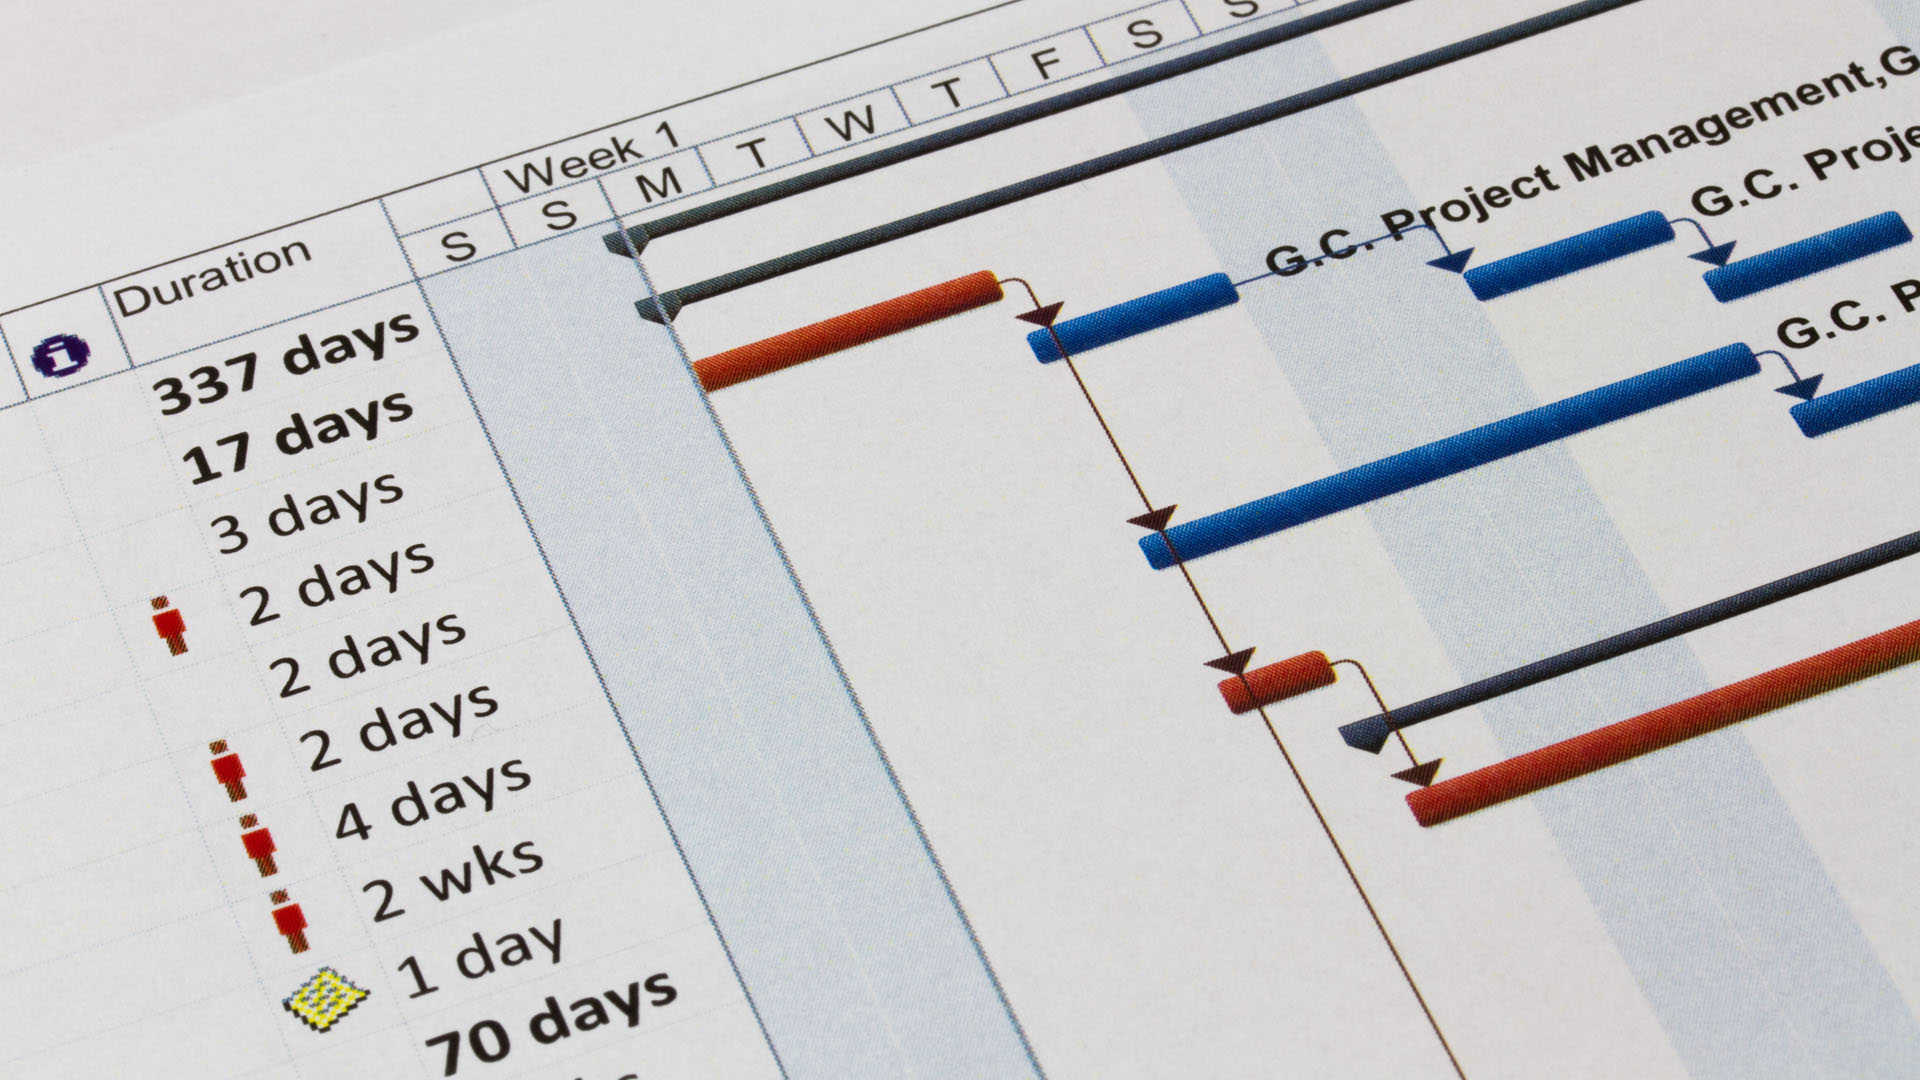 Week 1
S S M T W T F S S
Duration
337 days
17 days
3 days
2 days
2 days
2 days
4 days
2 wks
1 day
70 days
G.C. Project Management,G
G.C. Proje
G.C. P